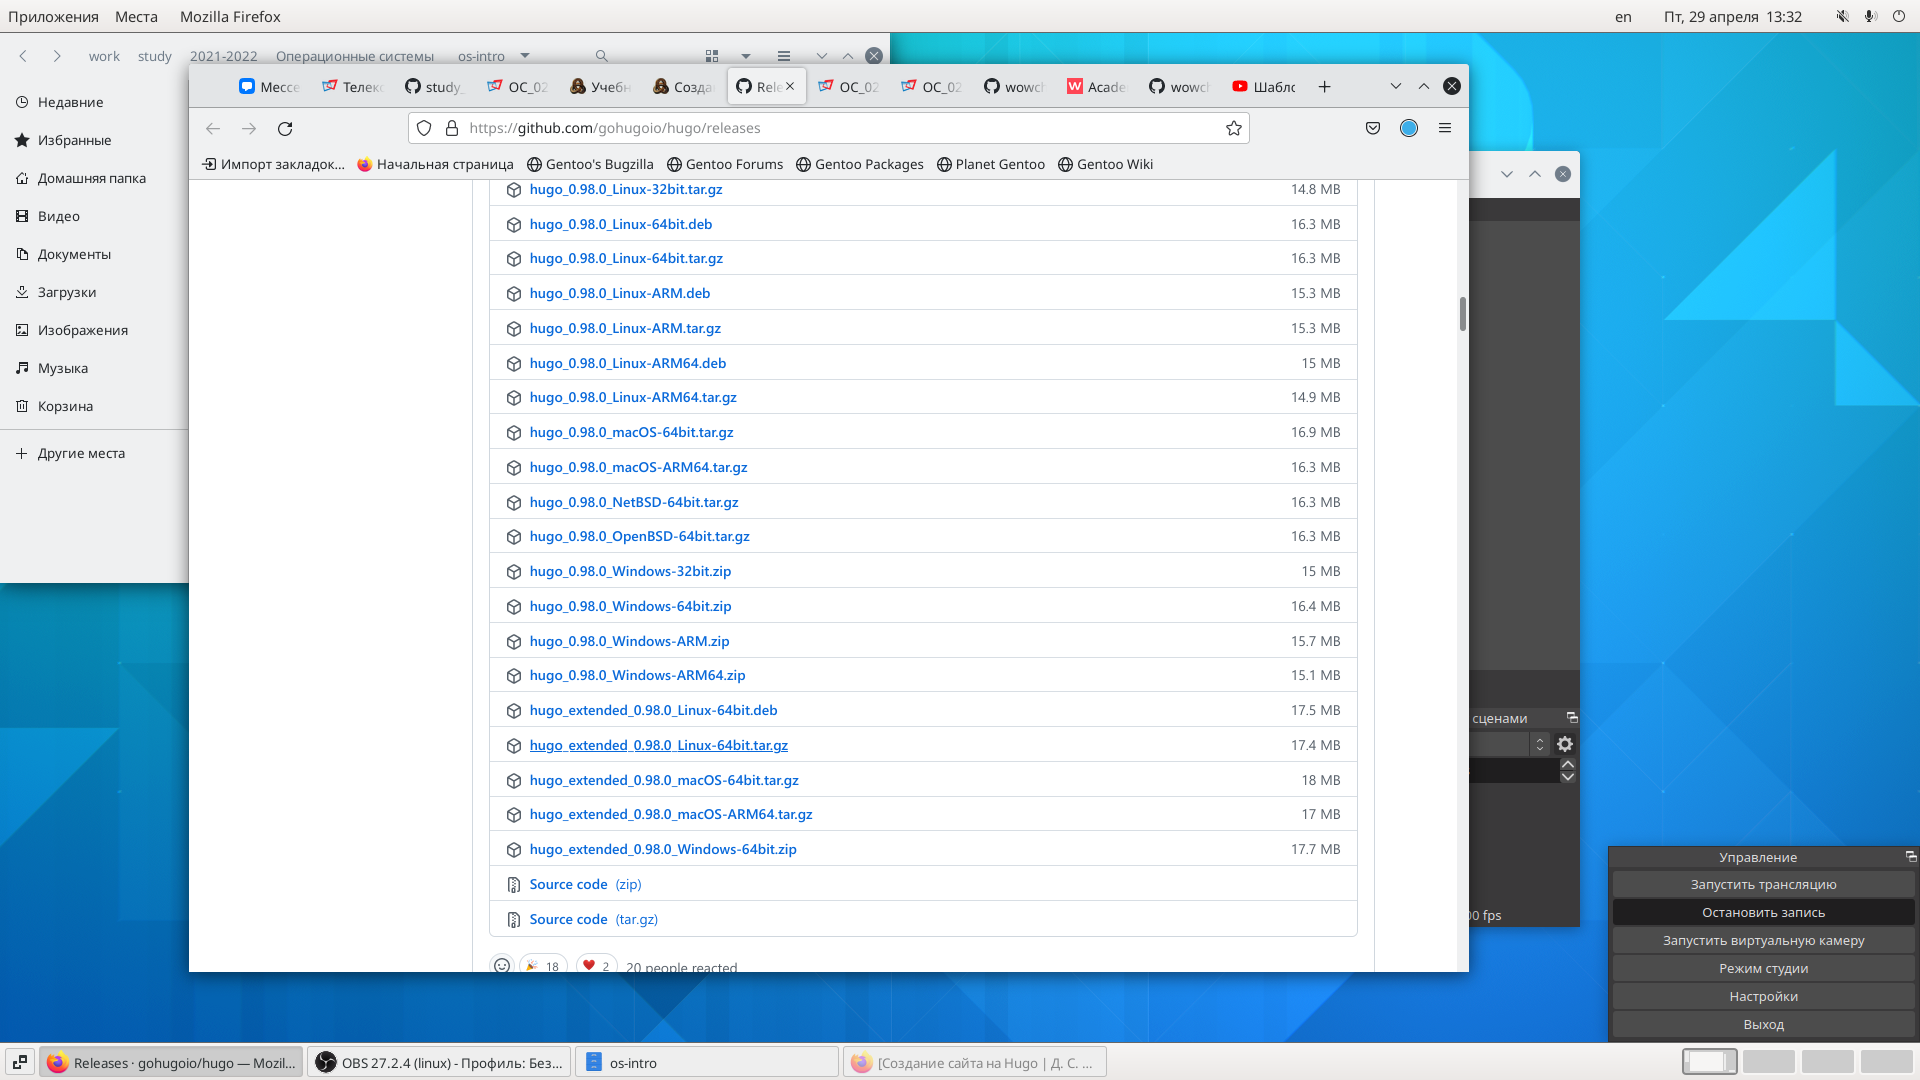 Приложения Места Mozilla Firefox en Пт, 29 апреля 13:32
work study 2021-2022 Операционные системы os-intro
Недавние
Избранные
Домашняя папка
Видео
Документы
Загрузки
Изображения
Музыка
Корзина
Другие места
Мессе Телек study_ ОС_02 Учебн Созда Rele ОС_02 ОС_02 wowch Acade wowch Шабло
https://github.com/gohugoio/hugo/releases
Импорт закладок... Начальная страница Gentoo's Bugzilla Gentoo Forums Gentoo Packages Planet Gentoo Gentoo Wiki
hugo_0.98.0_Linux-32bit.tar.gz 14.8 MB
hugo_0.98.0_Linux-64bit.deb 16.3 MB
hugo_0.98.0_Linux-64bit.tar.gz 16.3 MB
hugo_0.98.0_Linux-ARM.deb 15.3 MB
hugo_0.98.0_Linux-ARM.tar.gz 15.3 MB
hugo_0.98.0_Linux-ARM64.deb 15 MB
hugo_0.98.0_Linux-ARM64.tar.gz 14.9 MB
hugo_0.98.0_macOS-64bit.tar.gz 16.9 MB
hugo_0.98.0_macOS-ARM64.tar.gz 16.3 MB
hugo_0.98.0_NetBSD-64bit.tar.gz 16.3 MB
hugo_0.98.0_OpenBSD-64bit.tar.gz 16.3 MB
hugo_0.98.0_Windows-32bit.zip 15 MB
hugo_0.98.0_Windows-64bit.zip 16.4 MB
hugo_0.98.0_Windows-ARM.zip 15.7 MB
hugo_0.98.0_Windows-ARM64.zip 15.1 MB
hugo_extended_0.98.0_Linux-64bit.deb 17.5 MB
hugo_extended_0.98.0_Linux-64bit.tar.gz 17.4 MB
hugo_extended_0.98.0_macOS-64bit.tar.gz 18 MB
hugo_extended_0.98.0_macOS-ARM64.tar.gz 17 MB
hugo_extended_0.98.0_Windows-64bit.zip 17.7 MB
Source code (zip)
Source code (tar.gz)
18 2 20 people reacted
сценами
00 fps
Управление
Запустить трансляцию
Остановить запись
Запустить виртуальную камеру
Режим студии
Настройки
Выход
Releases · gohugoio/hugo — Mozil... OBS 27.2.4 (linux) - Профиль: Без... os-intro [Создание сайта на Hugo | Д. С. ...